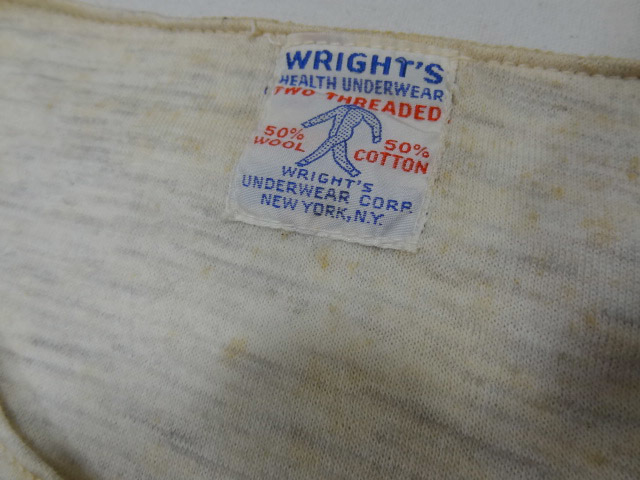 WRIGHT'S
HEALTH UNDERWEAR
TWO THREADED
50% WOOL
50% COTTON
WRIGHT'S
UNDERWEAR CORP.
NEW YORK, N.Y.